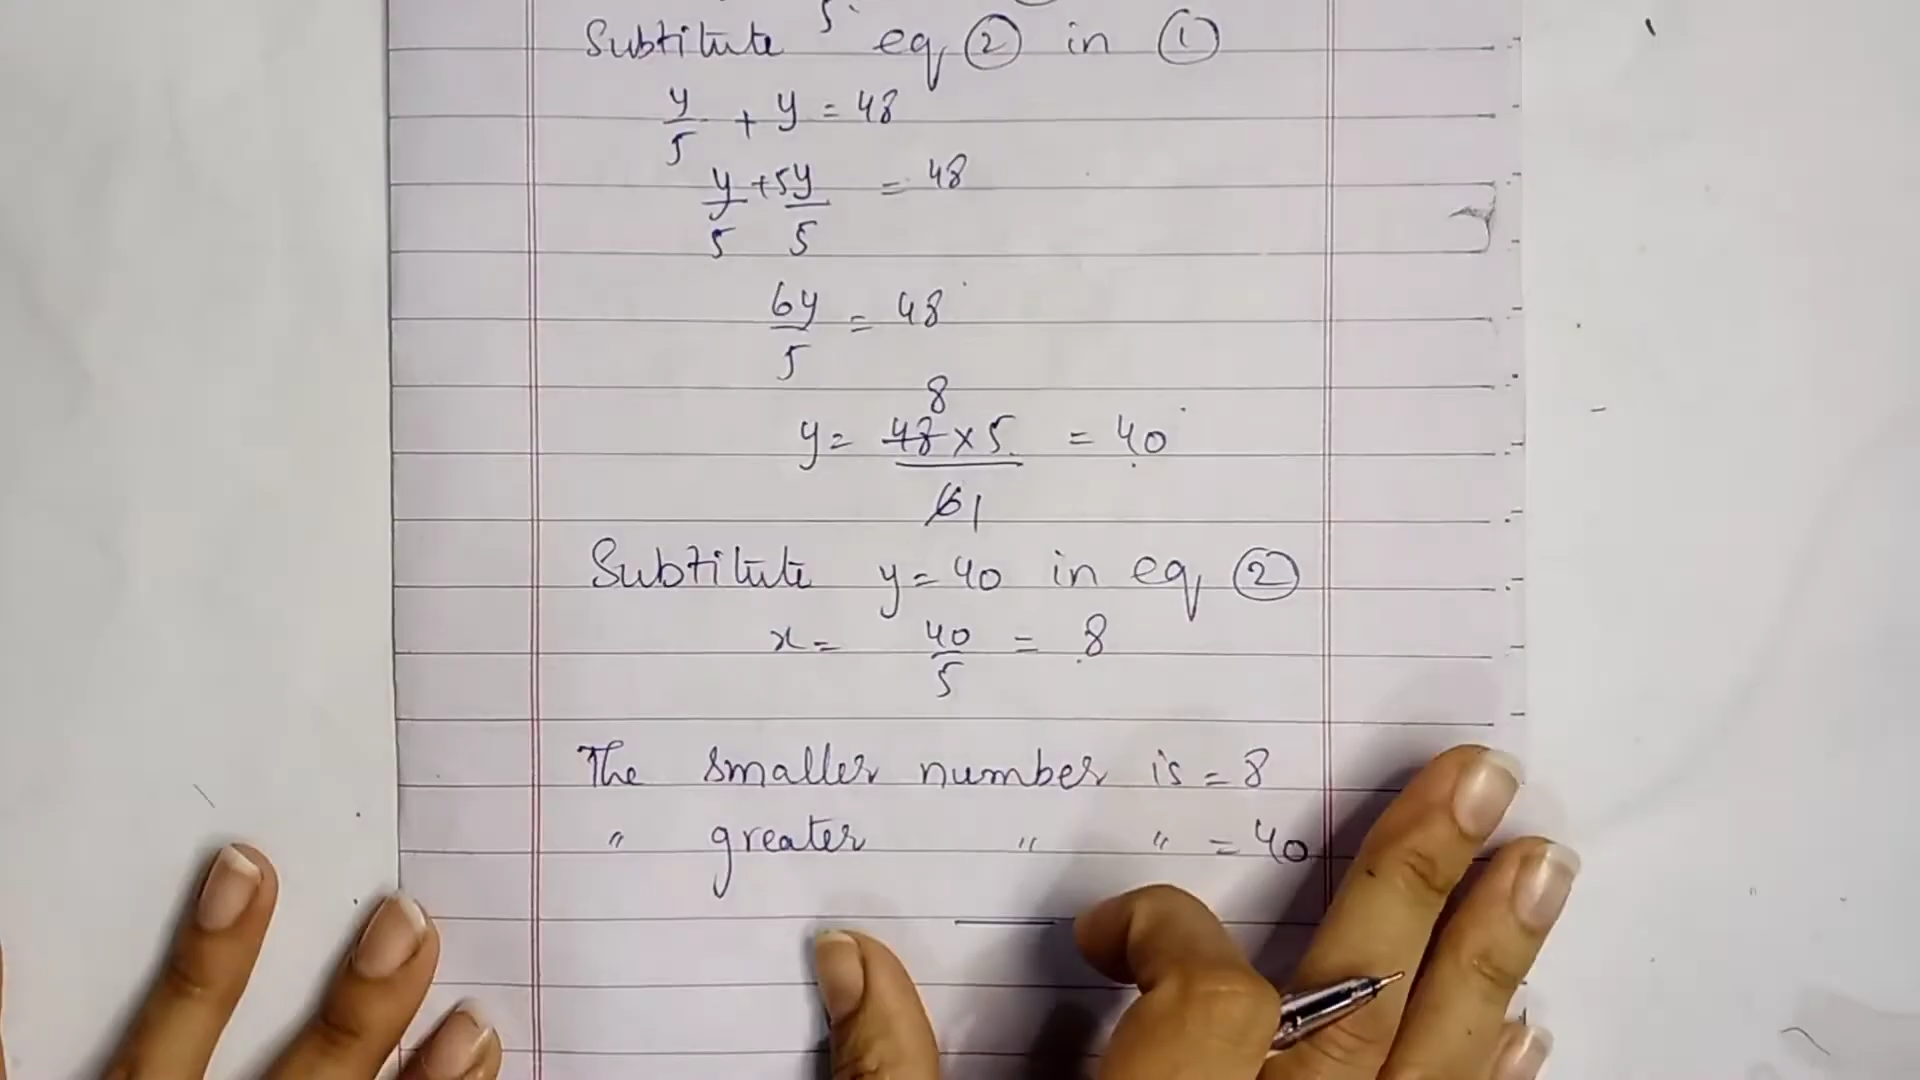 Subtitute eq ② in ①
y/5 + y = 48
y/5 + 5y/5 = 48
6y/5 = 48
8
y = 48 × 5 / 6 1 = 40
Subtitute y = 40 in eq ②
x = 40/5 = 8
The smaller number is = 8
" greater " " = 40